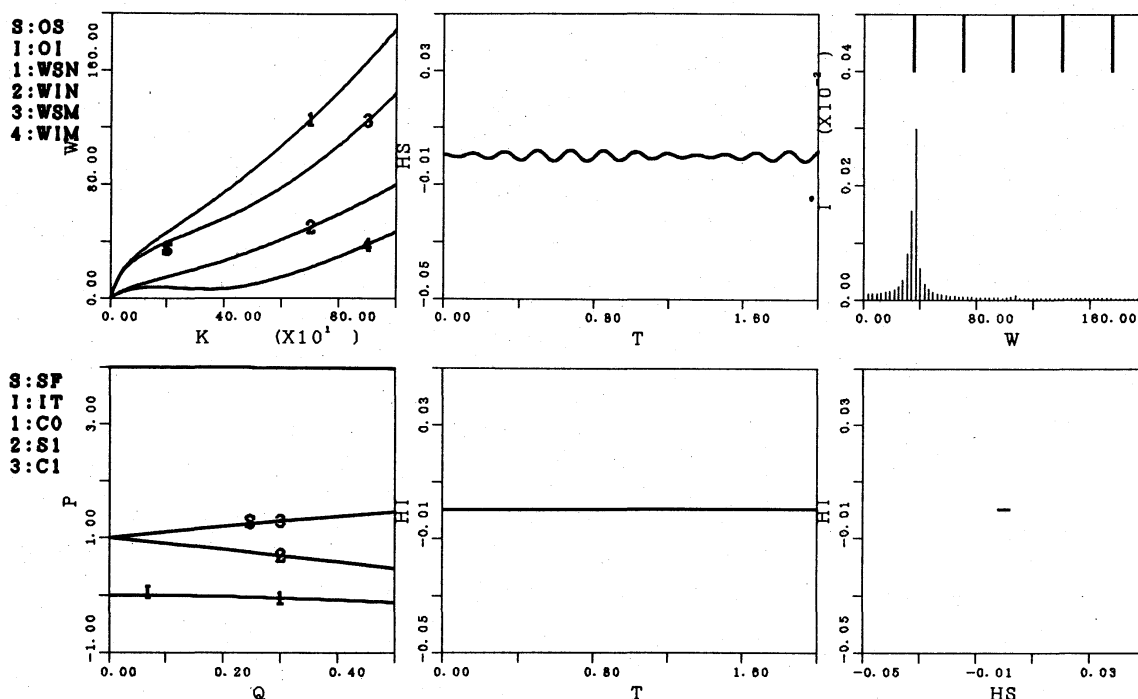 S:OS
I:OI
1:WSN
2:WIN
3:WSM
4:WIM
W
0.00 80.00 160.00
1
3
2
4
0.00 40.00 80.00
K (X10¹ )
HS
-0.05 -0.01 0.03
0.00 0.80 1.60
T
I (X10
0.00 0.02 0.04
0.00 80.00 160.00
W
S:SF
I:IT
1:C0
2:S1
3:C1
P
-1.00 1.00 3.00
S 3
2
I 1
0.00 0.20 0.40
Q
HI
-0.05 -0.01 0.03
0.00 0.80 1.60
T
HI
-0.05 -0.01 0.03
-0.05 -0.01 0.03
HS